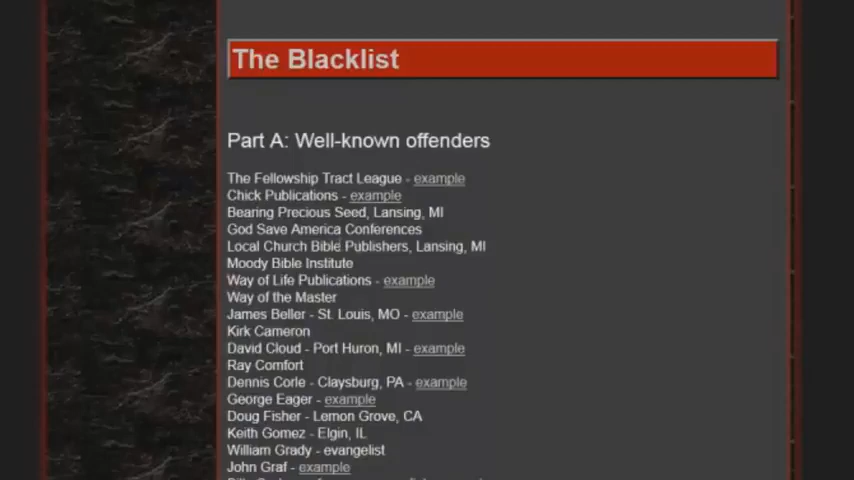 The Blacklist
Part A: Well-known offenders
The Fellowship Tract League - example
Chick Publications - example
Bearing Precious Seed, Lansing, MI
God Save America Conferences
Local Church Bible Publishers, Lansing, MI
Moody Bible Institute
Way of Life Publications - example
Way of the Master
James Beller - St. Louis, MO - example
Kirk Cameron
David Cloud - Port Huron, MI - example
Ray Comfort
Dennis Corle - Claysburg, PA - example
George Eager - example
Doug Fisher - Lemon Grove, CA
Keith Gomez - Elgin, IL
William Grady - evangelist
John Graf - example